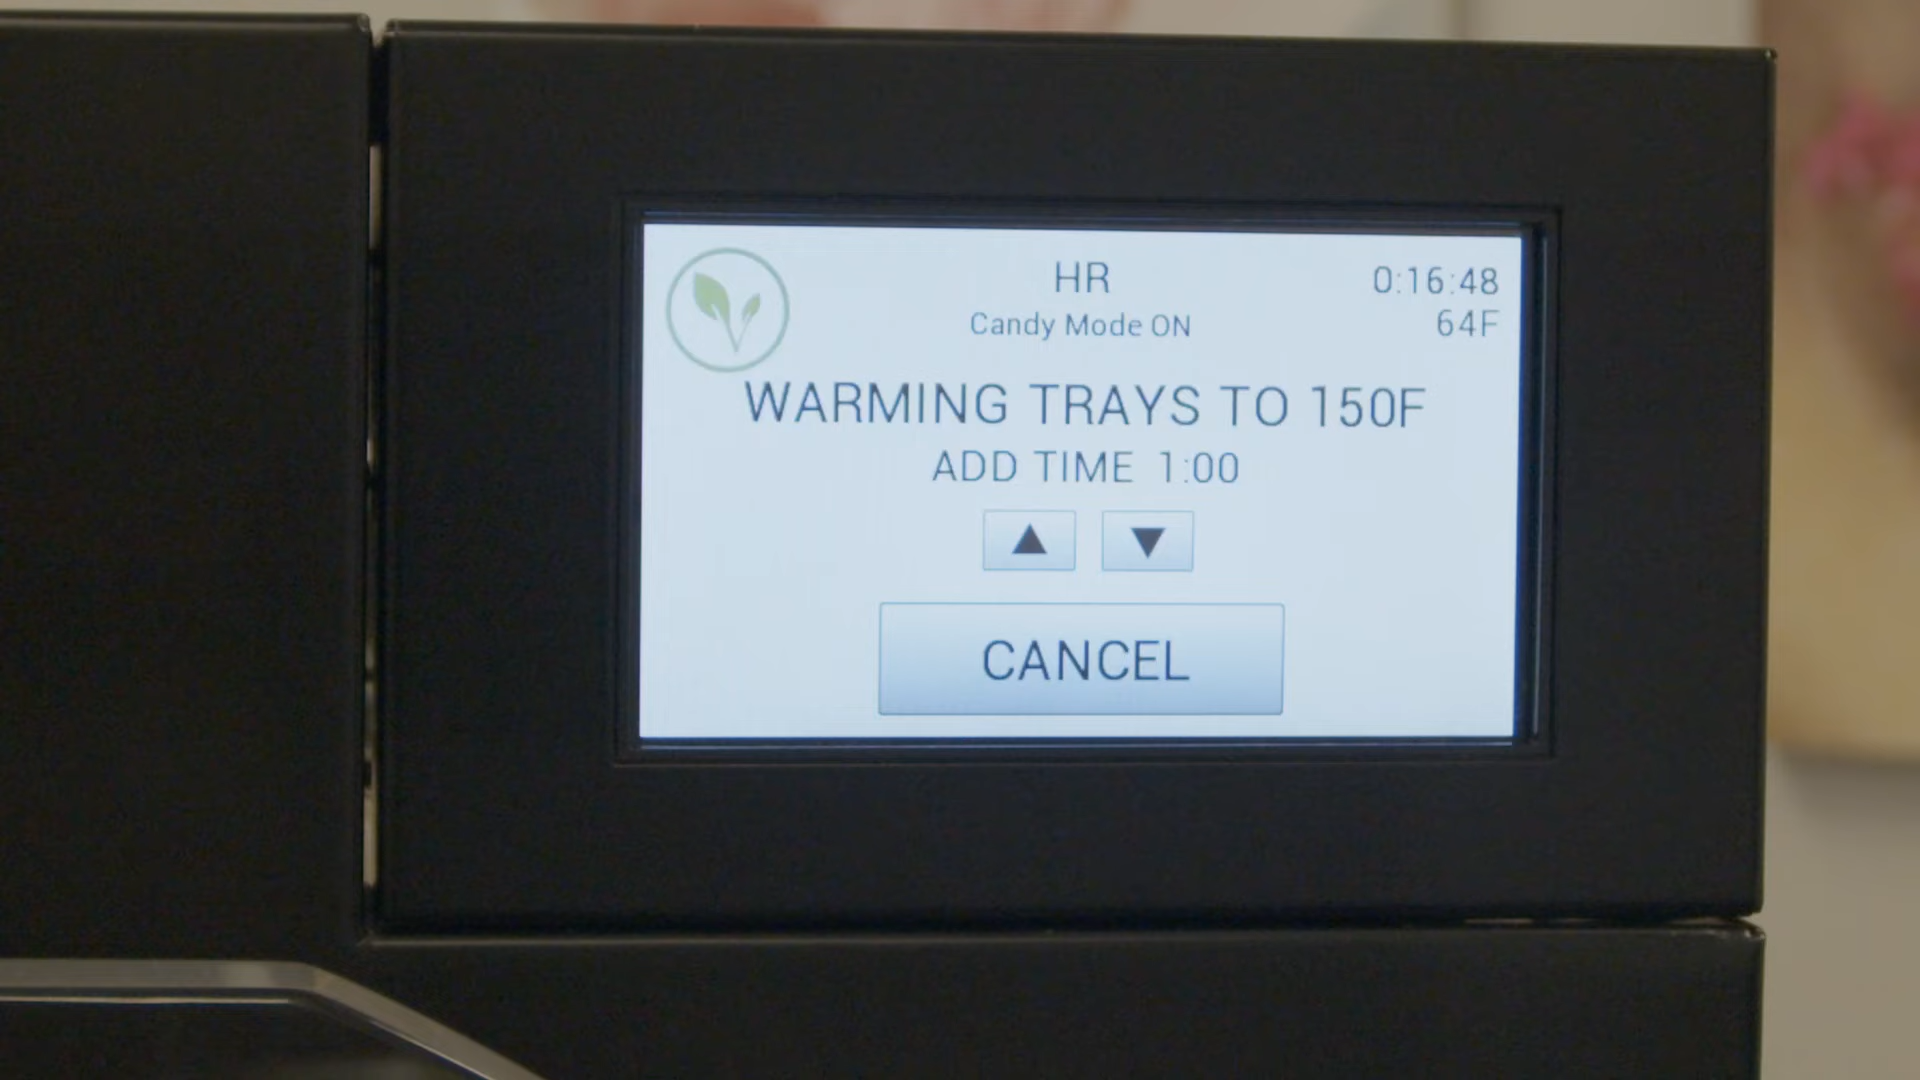 HR
0:16:48
Candy Mode ON
64F
WARMING TRAYS TO 150F
ADD TIME 1:00
CANCEL